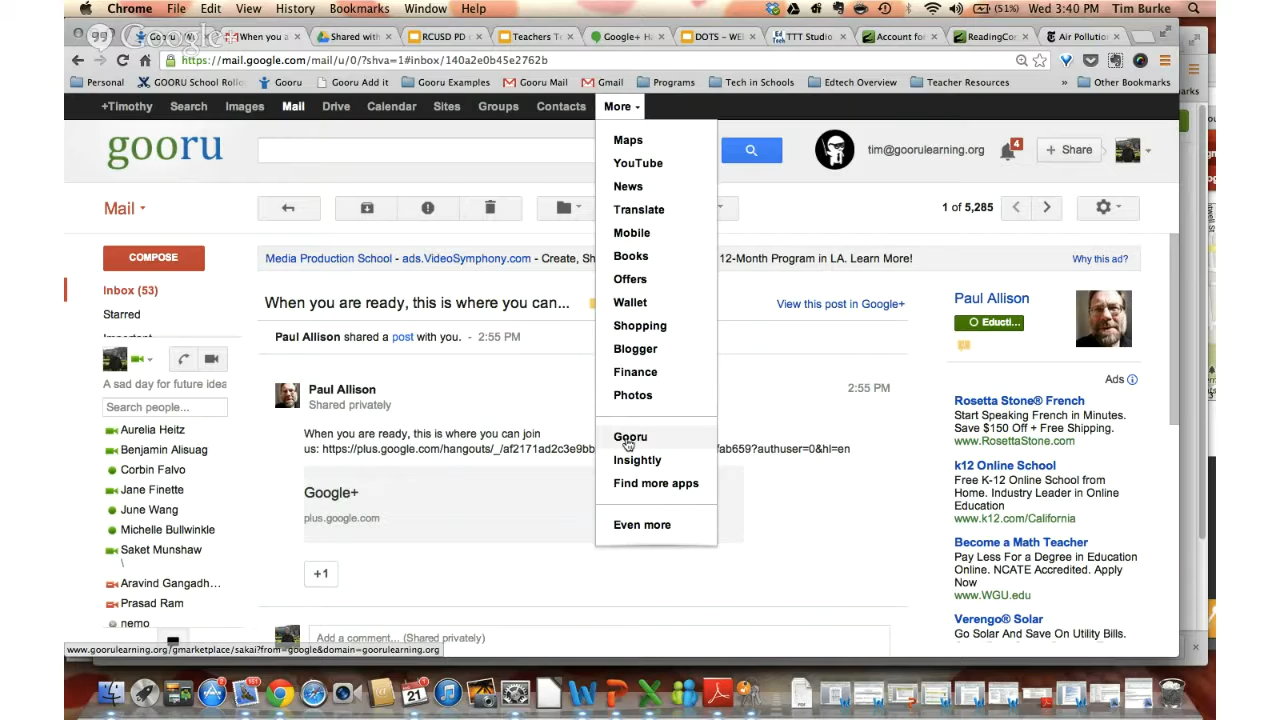 Chrome File Edit View History Bookmarks Window Help (51%) Wed 3:40 PM Tim Burke
Google+
When you a Shared with RCUSD PD - Teachers T Google+ Ha DOTS – WE TTT Studio Account for ReadingCor Air Pollution
https://mail.google.com/mail/u/0/?shva=1#inbox/140a2e0b45e2762b
Personal GOORU School Rollo Gooru Gooru Add it Gooru Examples Gooru Mail Gmail Programs Tech in Schools Edtech Overview Teacher Resources » Other Bookmarks
+Timothy Search Images Mail Drive Calendar Sites Groups Contacts More
gooru tim@goorulearning.org 4 + Share
Mail 1 of 5,285
COMPOSE
Inbox (53)
Starred
Important
A sad day for future idea
Search people...
Aurelia Heitz
Benjamin Alisuag
Corbin Falvo
Jane Finette
June Wang
Michelle Bullwinkle
Saket Munshaw
\
Aravind Gangadh...
Prasad Ram
nemo
Media Production School - ads.VideoSymphony.com - Create, Sh 12-Month Program in LA. Learn More! Why this ad?
When you are ready, this is where you can... View this post in Google+
Paul Allison shared a post with you. - 2:55 PM
Paul Allison 2:55 PM
Shared privately
When you are ready, this is where you can join
us: https://plus.google.com/hangouts/_/af2171ad2c3e9bb fab659?authuser=0&hl=en
Google+
plus.google.com
+1
Add a comment... (Shared privately)
Maps
YouTube
News
Translate
Mobile
Books
Offers
Wallet
Shopping
Blogger
Finance
Photos
Gooru
Insightly
Find more apps
Even more
Paul Allison
Educti...
Ads
Rosetta Stone® French
Start Speaking French in Minutes.
Save $150 Off + Free Shipping.
www.RosettaStone.com
k12 Online School
Free K-12 Online School from
Home. Industry Leader in Online
Education
www.k12.com/California
Become a Math Teacher
Pay Less For a Degree in Education
Online. NCATE Accredited. Apply
Now
www.WGU.edu
Verengo® Solar
Go Solar And Save On Utility Bills.
www.goorulearning.org/gmarketplace/sakai?from=google&domain=goorulearning.org